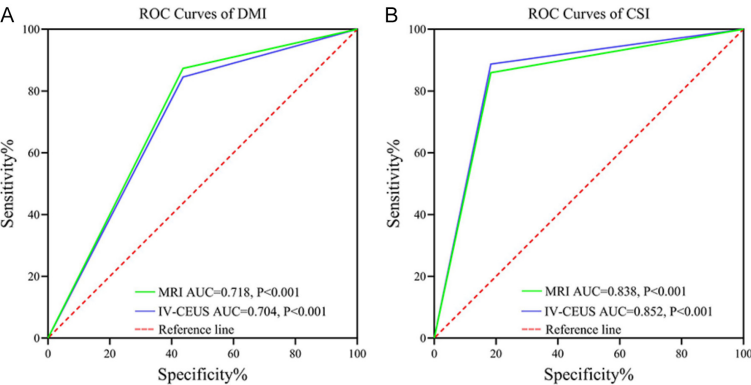 A
ROC Curves of DMI
100
80
60
40
20
0
Sensitivity%
MRI AUC=0.718, P<0.001
IV-CEUS AUC=0.704, P<0.001
Reference line
0 20 40 60 80 100
Specificity%
B
ROC Curves of CSI
100
80
60
40
20
0
Sensitivity%
MRI AUC=0.838, P<0.001
IV-CEUS AUC=0.852, P<0.001
Reference line
0 20 40 60 80 100
Specificity%